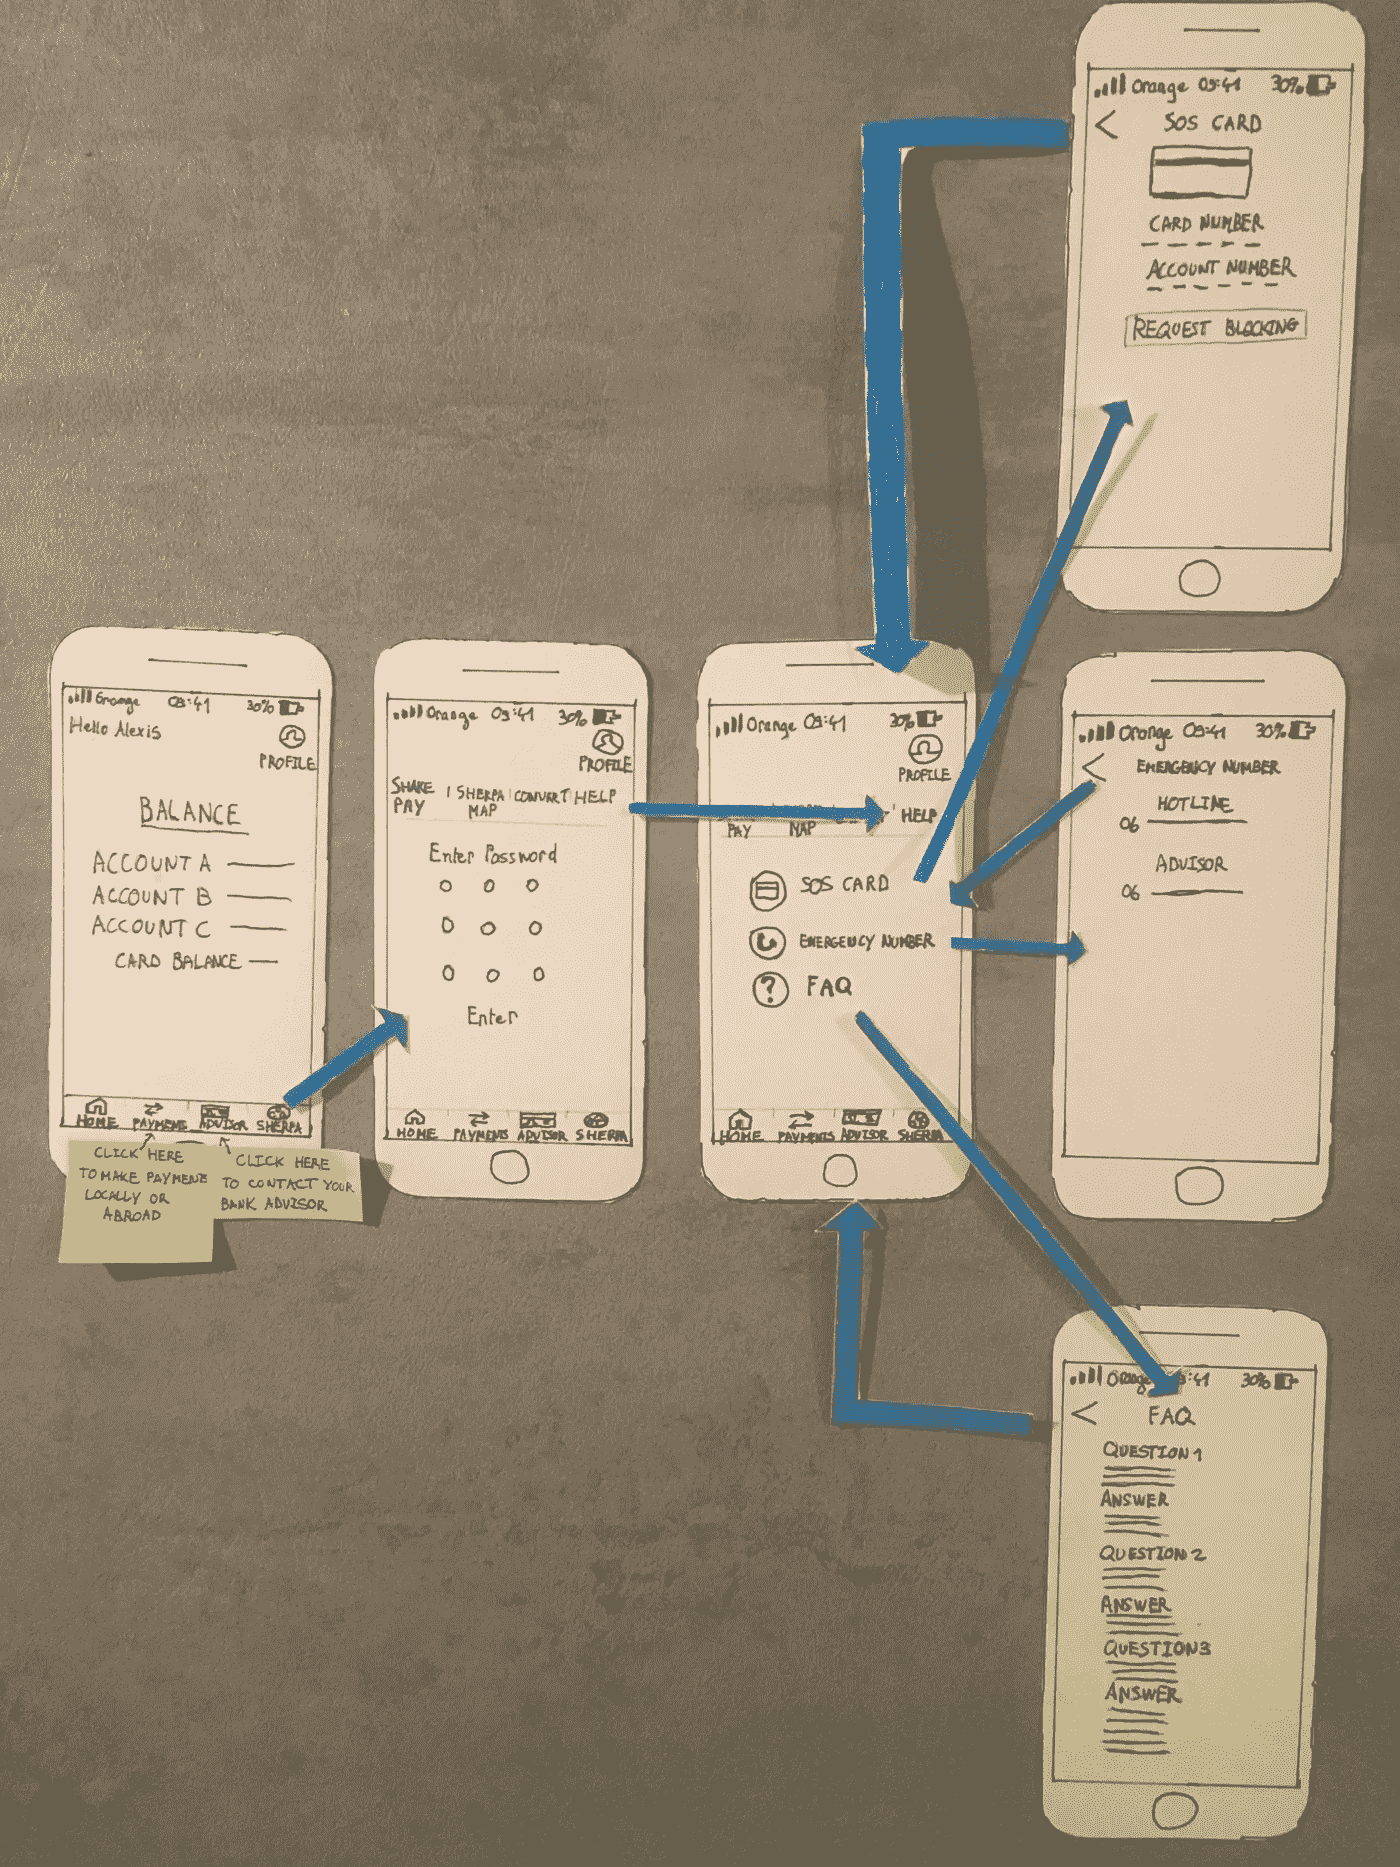 Orange 09:41 30%
SOS CARD
CARD NUMBER
ACCOUNT NUMBER
REQUEST BLOCKING
Orange 09:41 30%
Hello Alexis
PROFILE
BALANCE
ACCOUNT A
ACCOUNT B
ACCOUNT C
CARD BALANCE
HOME PAYMENTS ADVISOR SHERPA
CLICK HERE
TO MAKE PAYMENTS
LOCALLY OR
ABROAD
CLICK HERE
TO CONTACT YOUR
BANK ADVISOR
Orange 09:41 30%
PROFILE
SHAKE PAY | SHERPA MAP | CONVERT | HELP
Enter Password
Enter
HOME PAYMENTS ADVISOR SHERPA
Orange 09:41 30%
PROFILE
PAY MAP HELP
SOS CARD
EMERGENCY NUMBER
? FAQ
HOME PAYMENTS ADVISOR SHERPA
Orange 09:41 30%
EMERGENCY NUMBER
HOTLINE
06
ADVISOR
06
Orange :41 30%
FAQ
QUESTION 1
ANSWER
QUESTION 2
ANSWER
QUESTION 3
ANSWER